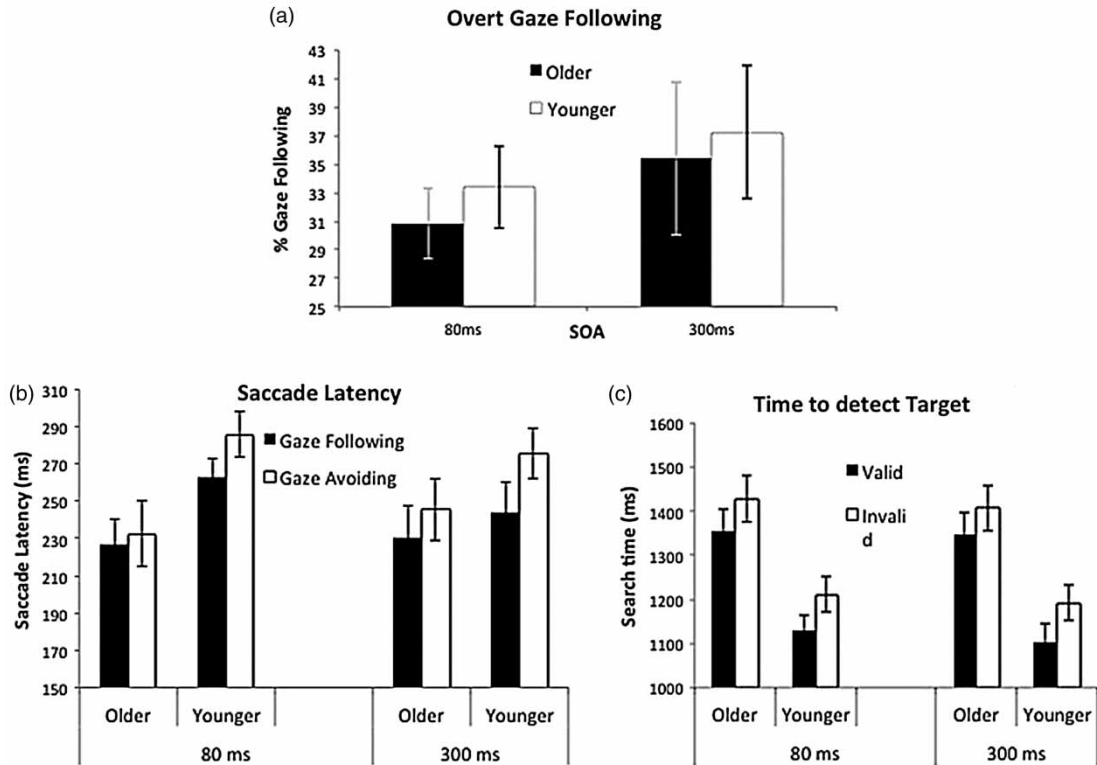 (a)
Overt Gaze Following
43
41
39
37
35
33
31
29
27
25
% Gaze Following
Older
Younger
80ms
SOA
300ms
(b)
Saccade Latency
310
290
270
250
230
210
190
170
150
Saccade Latency (ms)
Gaze Following
Gaze Avoiding
Older
Younger
Older
Younger
80 ms
300 ms
(c)
Time to detect Target
1600
1500
1400
1300
1200
1100
1000
Search time (ms)
Valid
Invali
d
Older
Younger
Older
Younger
80 ms
300 ms